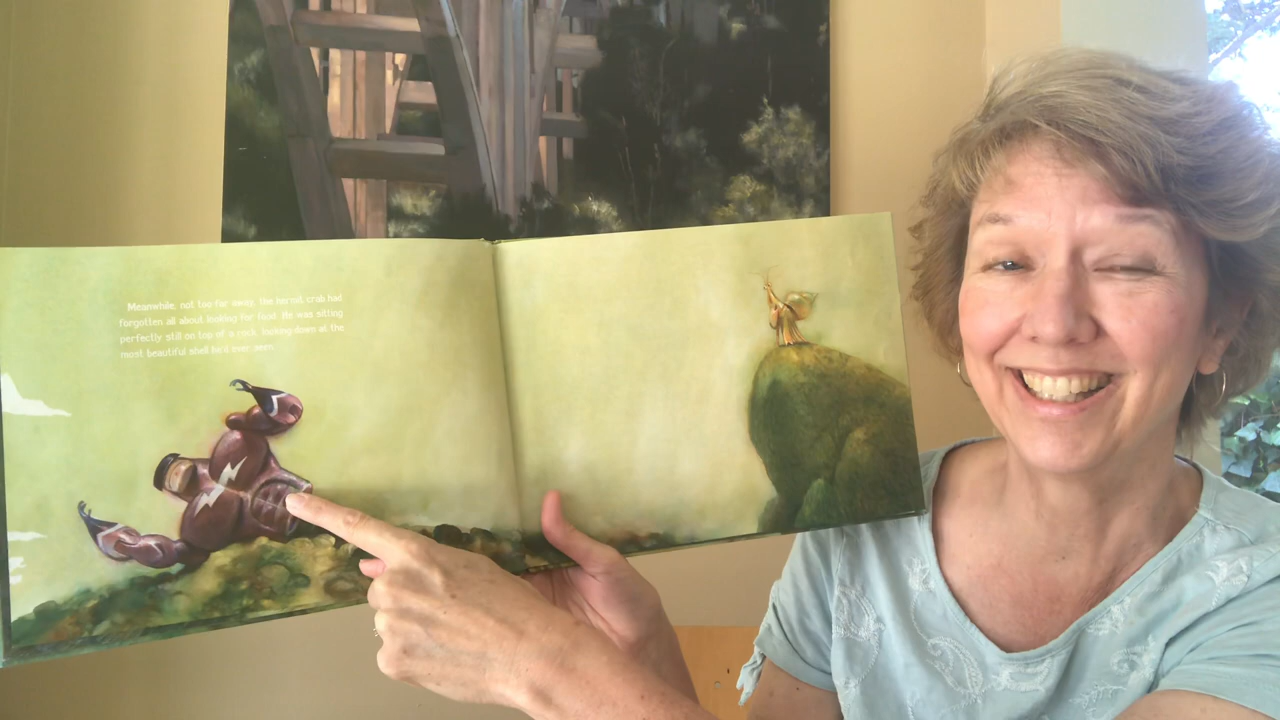 Meanwhile, not too far away, the hermit crab had
forgotten all about looking for food. He was sitting
perfectly still on top of a rock, looking down at the
most beautiful shell he'd ever seen.